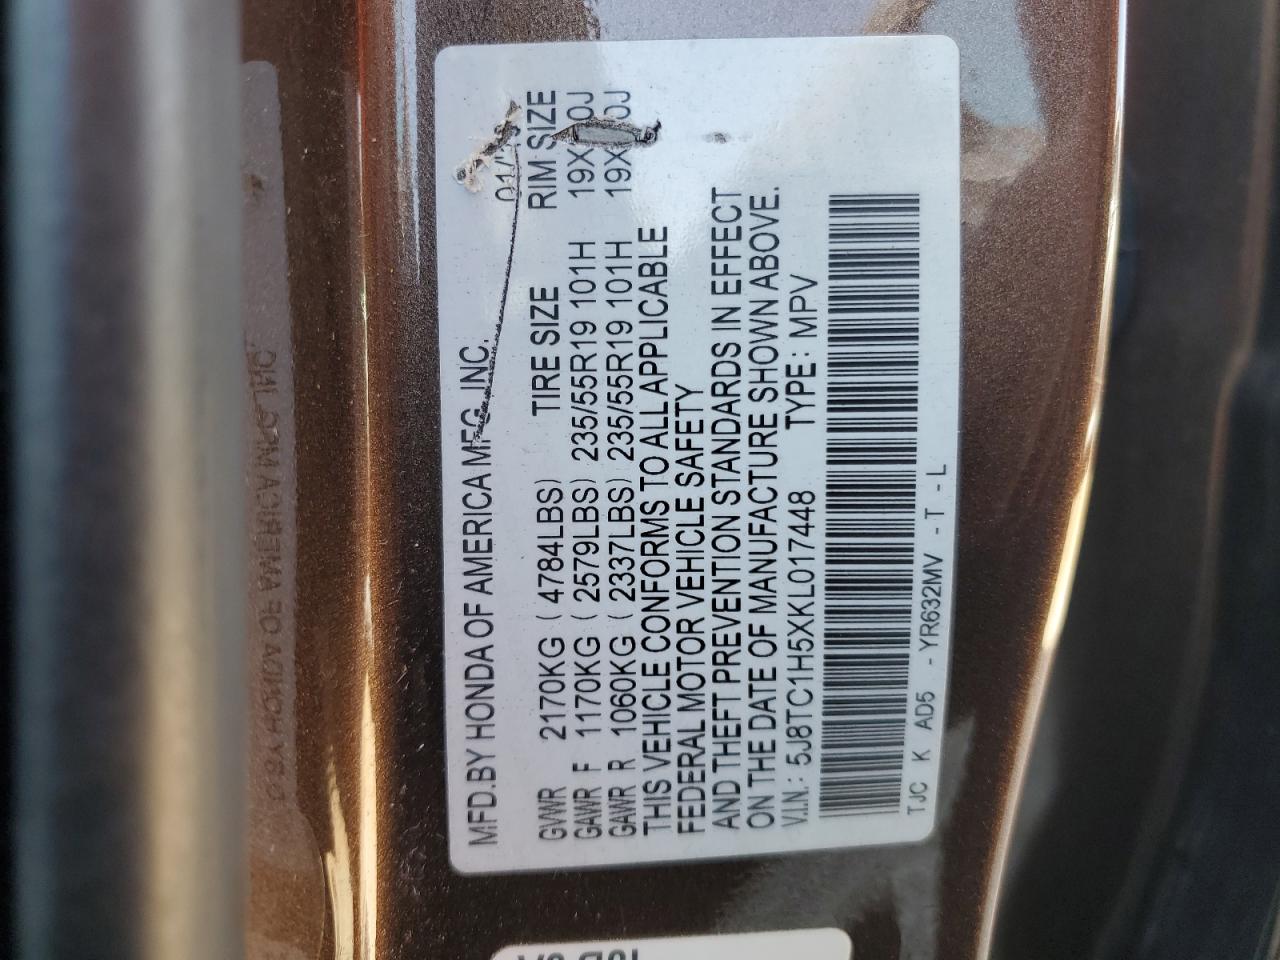 MFD.BY HONDA OF AMERICA MFG., INC.
GVWR 2170KG ( 4784LBS) TIRE SIZE RIM SIZE
GAWR F 1170KG ( 2579LBS) 235/55R19 101H
GAWR R 1060KG ( 2337LBS) 235/55R19 101H
THIS VEHICLE CONFORMS TO ALL APPLICABLE
FEDERAL MOTOR VEHICLE SAFETY
AND THEFT PREVENTION STANDARDS IN EFFECT
ON THE DATE OF MANUFACTURE SHOWN ABOVE.
V.I.N.: 5J8TC1H5XKL017448 TYPE: MPV
TJC K AD5 - YR632MV - T - L